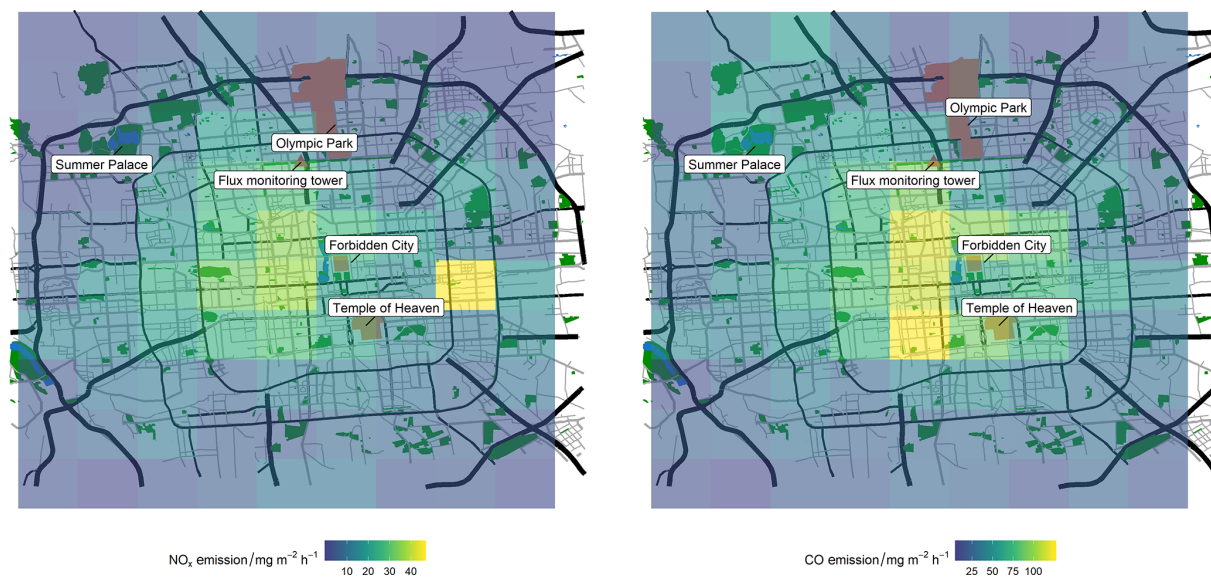 Olympic Park
Summer Palace
Flux monitoring tower
Forbidden City
Temple of Heaven
NOₓ emission/mg m⁻² h⁻¹
10 20 30 40
Olympic Park
Summer Palace
Flux monitoring tower
Forbidden City
Temple of Heaven
CO emission/mg m⁻² h⁻¹
25 50 75 100